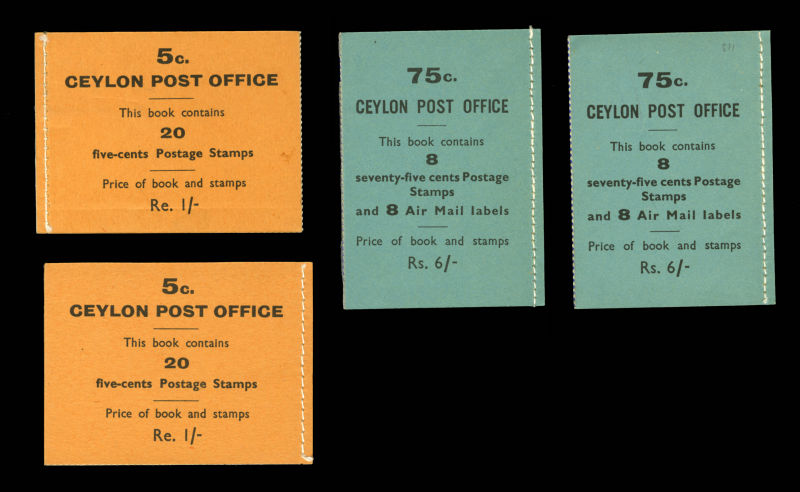 5c.
CEYLON POST OFFICE
This book contains
20
five-cents Postage Stamps
Price of book and stamps
Re. 1/-
5c.
CEYLON POST OFFICE
This book contains
20
five-cents Postage Stamps
Price of book and stamps
Re. 1/-
75c.
CEYLON POST OFFICE
This book contains
8
seventy-five cents Postage
Stamps
and 8 Air Mail labels
Price of book and stamps
Rs. 6/-
75c.
CEYLON POST OFFICE
This book contains
8
seventy-five cents Postage
Stamps
and 8 Air Mail labels
Price of book and stamps
Rs. 6/-